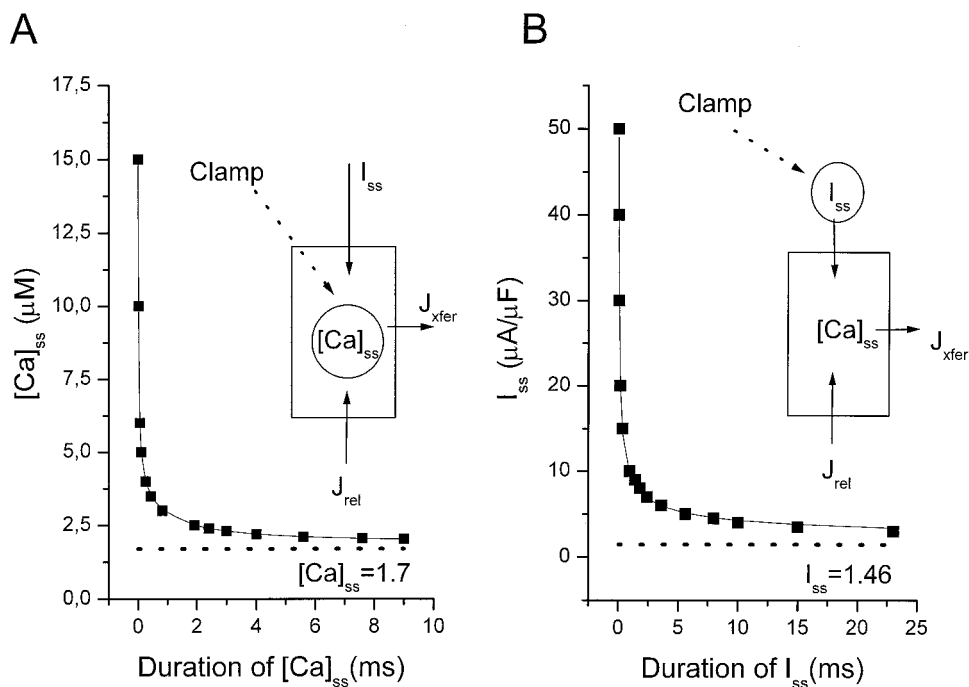 A
[Ca]ss (μM)
17,5
15,0
12,5
10,0
7,5
5,0
2,5
0,0
Clamp
Iss
Jxfer
[Ca]ss
Jrel
[Ca]ss=1.7
0 2 4 6 8 10
Duration of [Ca]ss(ms)
B
Iss (μA/μF)
50
40
30
20
10
0
Clamp
Iss
[Ca]ss
Jxfer
Jrel
Iss=1.46
0 5 10 15 20 25
Duration of Iss(ms)